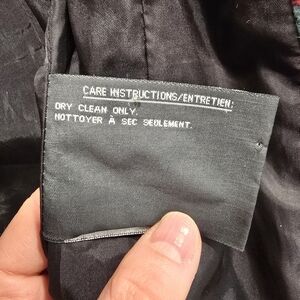 CARE INSTRUCTIONS/ENTRETIEN:
DRY CLEAN ONLY.
NOTTOYER À SEC SEULEMENT.